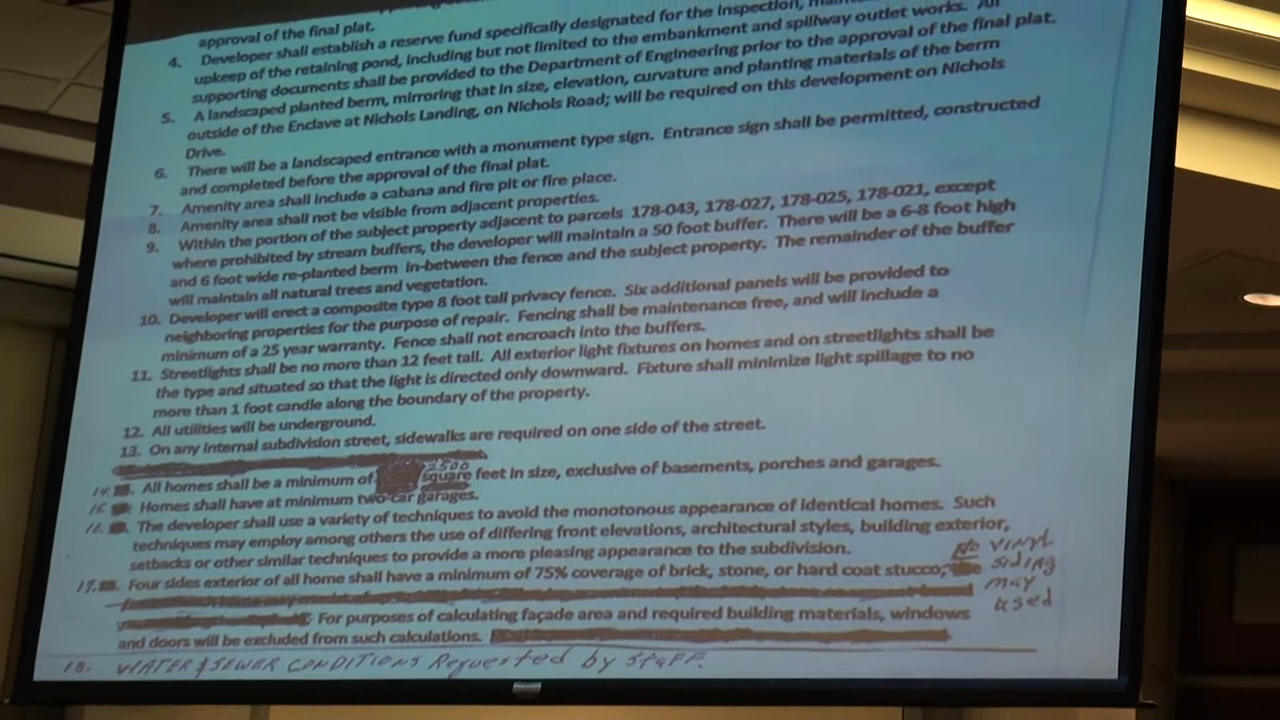 approval of the final plat.
4. Developer shall establish a reserve fund specifically designated for the inspection,
upkeep of the retaining pond, including but not limited to the embankment and spillway outlet works. All
supporting documents shall be provided to the Department of Engineering prior to the approval of the final plat.
5. A landscaped planted berm, mirroring that in size, elevation, curvature and planting materials of the berm
outside of the Enclave at Nichols Landing, on Nichols Road; will be required on this development on Nichols
Drive.
6. There will be a landscaped entrance with a monument type sign. Entrance sign shall be permitted, constructed
and completed before the approval of the final plat.
7. Amenity area shall include a cabana and fire pit or fire place.
8. Amenity area shall not be visible from adjacent properties.
9. Within the portion of the subject property adjacent to parcels 178-043, 178-027, 178-025, 178-021, except
where prohibited by stream buffers, the developer will maintain a 50 foot buffer. There will be a 6-8 foot high
and 6 foot wide re-planted berm in-between the fence and the subject property. The remainder of the buffer
will maintain all natural trees and vegetation.
10. Developer will erect a composite type 8 foot tall privacy fence. Six additional panels will be provided to
neighboring properties for the purpose of repair. Fencing shall be maintenance free, and will include a
minimum of a 25 year warranty. Fence shall not encroach into the buffers.
11. Streetlights shall be no more than 12 feet tall. All exterior light fixtures on homes and on streetlights shall be
the type and situated so that the light is directed only downward. Fixture shall minimize light spillage to no
more than 1 foot candle along the boundary of the property.
12. All utilities will be underground.
13. On any internal subdivision street, sidewalks are required on one side of the street.
14. All homes shall be a minimum of 2500 square feet in size, exclusive of basements, porches and garages.
15. Homes shall have at minimum two-car garages.
16. The developer shall use a variety of techniques to avoid the monotonous appearance of identical homes. Such
techniques may employ among others the use of differing front elevations, architectural styles, building exterior,
setbacks or other similar techniques to provide a more pleasing appearance to the subdivision.
17. Four sides exterior of all home shall have a minimum of 75% coverage of brick, stone, or hard coat stucco,
NO VINYL
siding
may
used
For purposes of calculating façade area and required building materials, windows
and doors will be excluded from such calculations.
18. WATER & SEWER CONDITIONS Requested by STAFF.